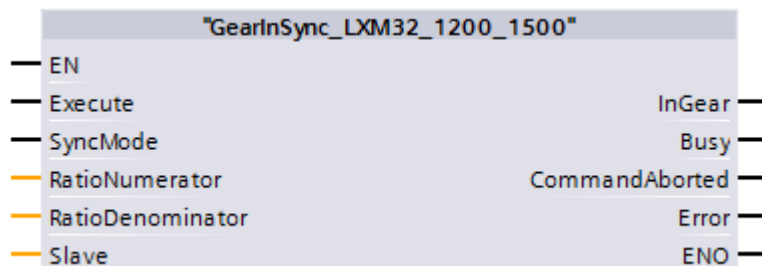 "GearInSync_LXM32_1200_1500"
EN
Execute InGear
SyncMode Busy
RatioNumerator CommandAborted
RatioDenominator Error
Slave ENO